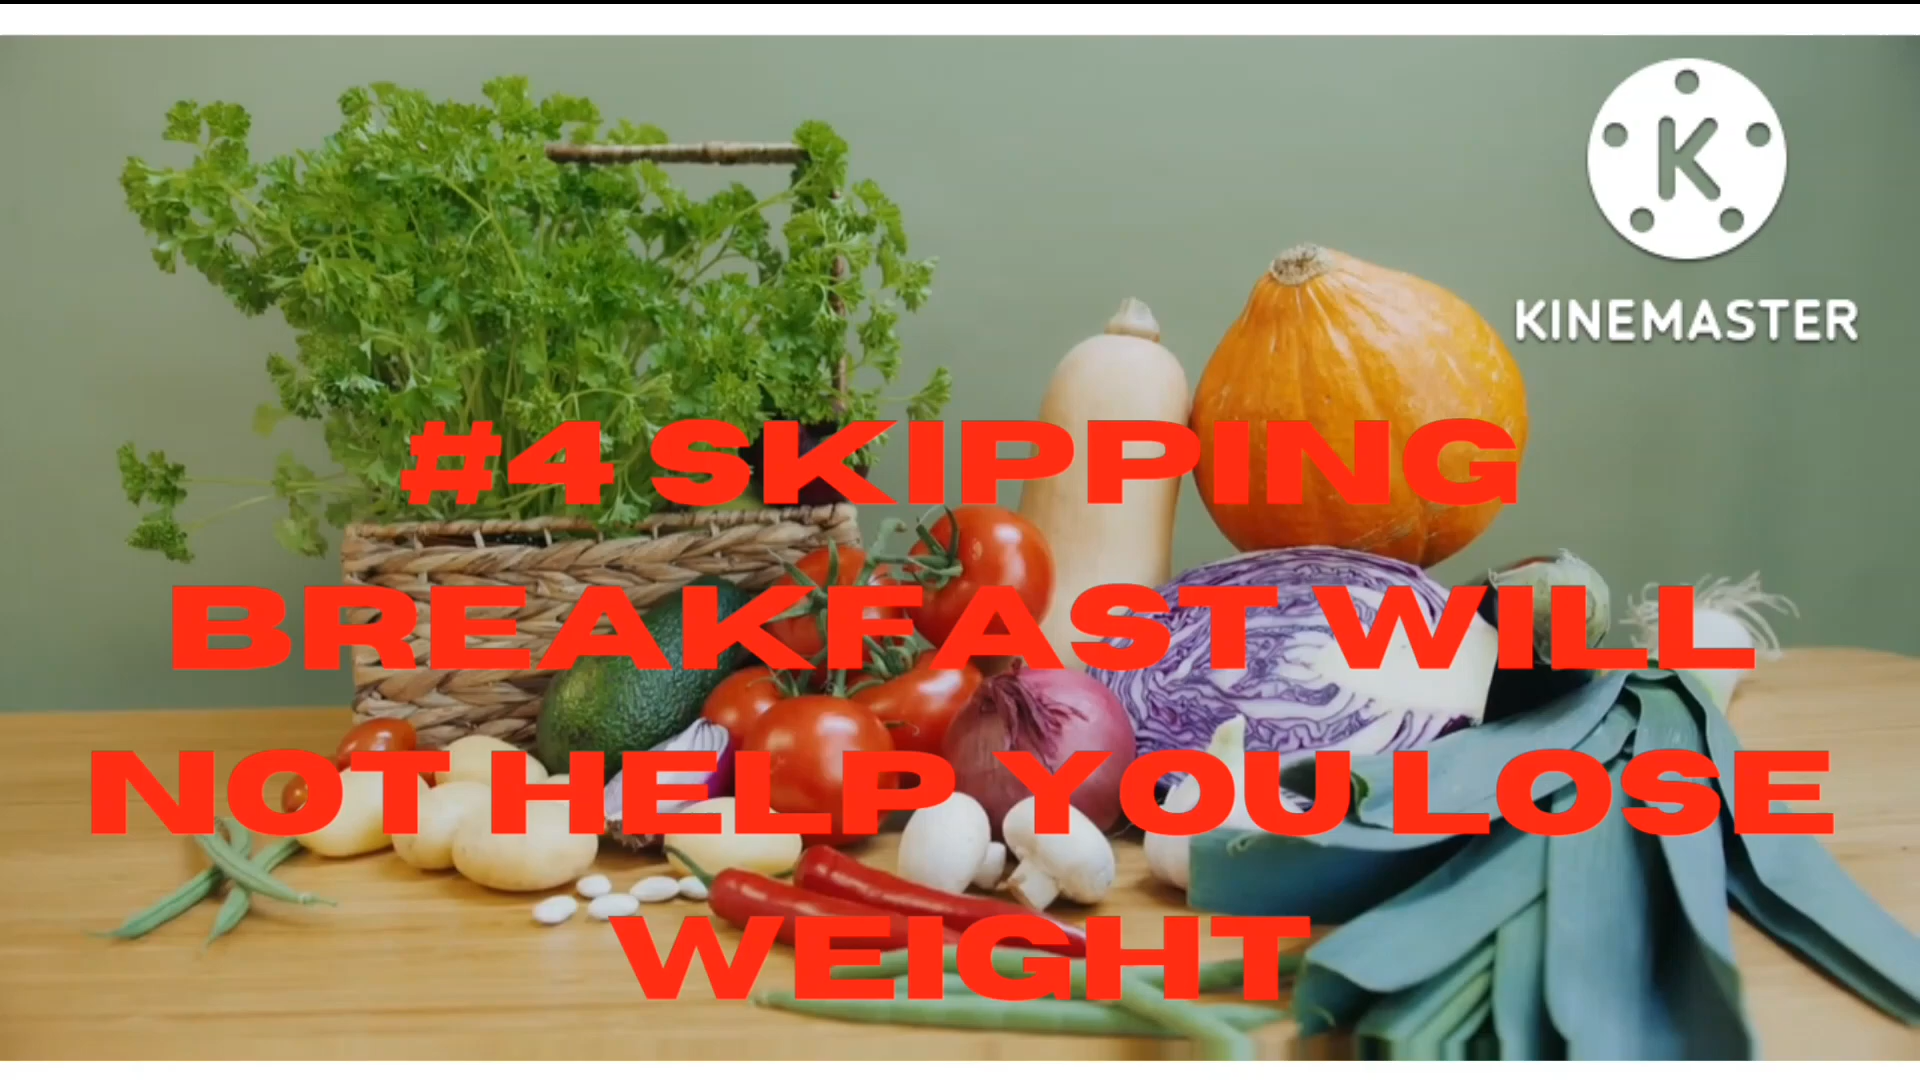 K
KINEMASTER
#4 SKIPPING
BREAKFAST WILL
NOT HELP YOU LOSE
WEIGHT